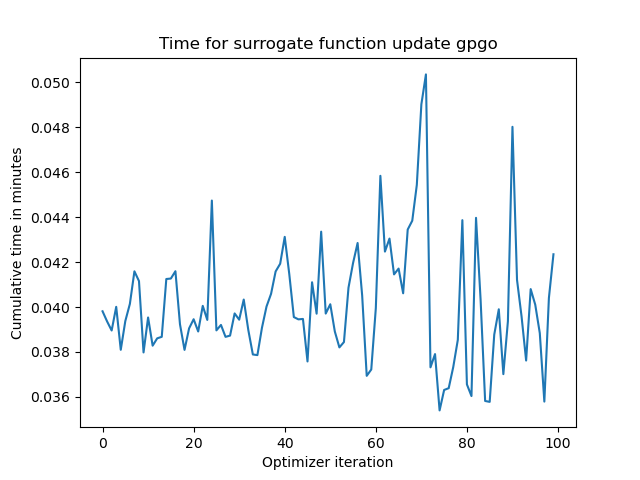 Time for surrogate function update gpgo
Cumulative time in minutes
0.050
0.048
0.046
0.044
0.042
0.040
0.038
0.036
0 20 40 60 80 100
Optimizer iteration